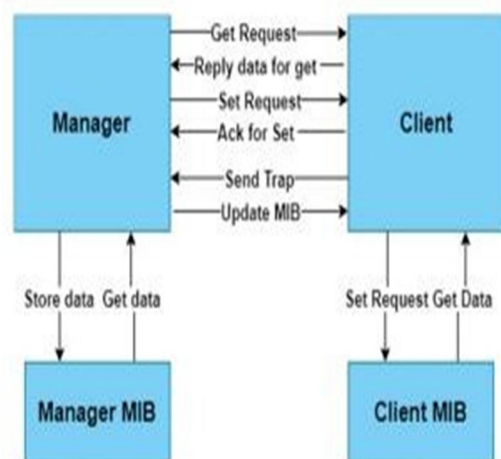 Get Request
Reply data for get
Manager
Set Request
Client
Ack for Set
Send Trap
Update MIB
Store data
Get data
Set Request
Get Data
Manager MIB
Client MIB